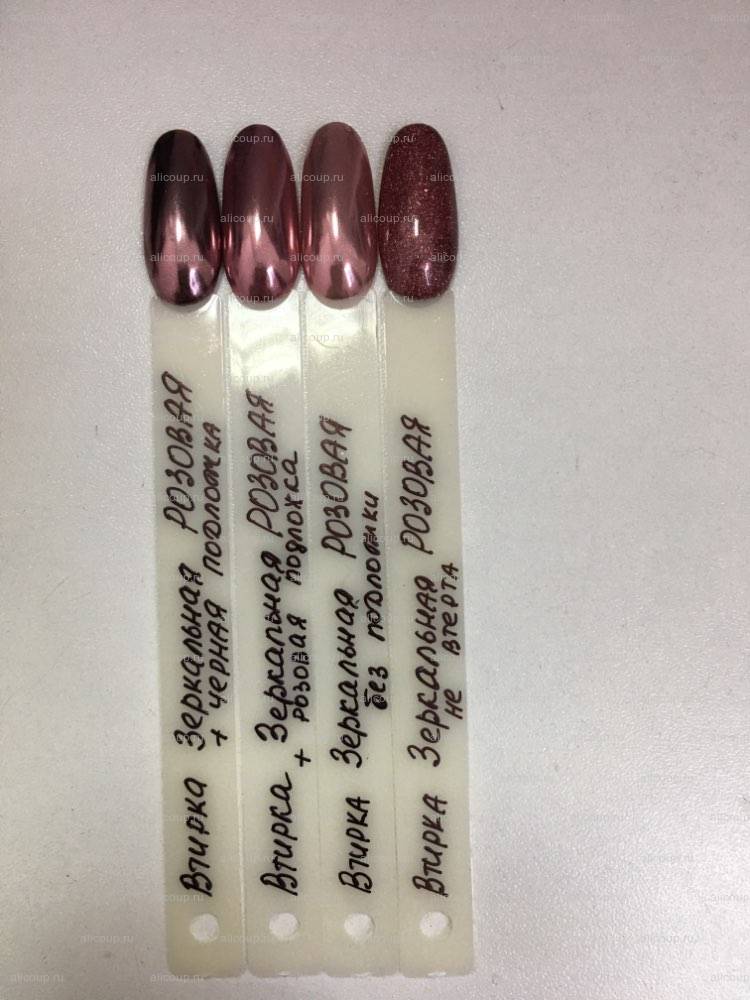 Втирка Зеркальная РОЗОВАЯ
+ ЧЕРНАЯ подложка
Втирка Зеркальная РОЗОВАЯ
+ розовая подложка
Втирка Зеркальная РОЗОВАЯ
без подложки
Втирка Зеркальная РОЗОВАЯ
не втерта
alicoup.ru